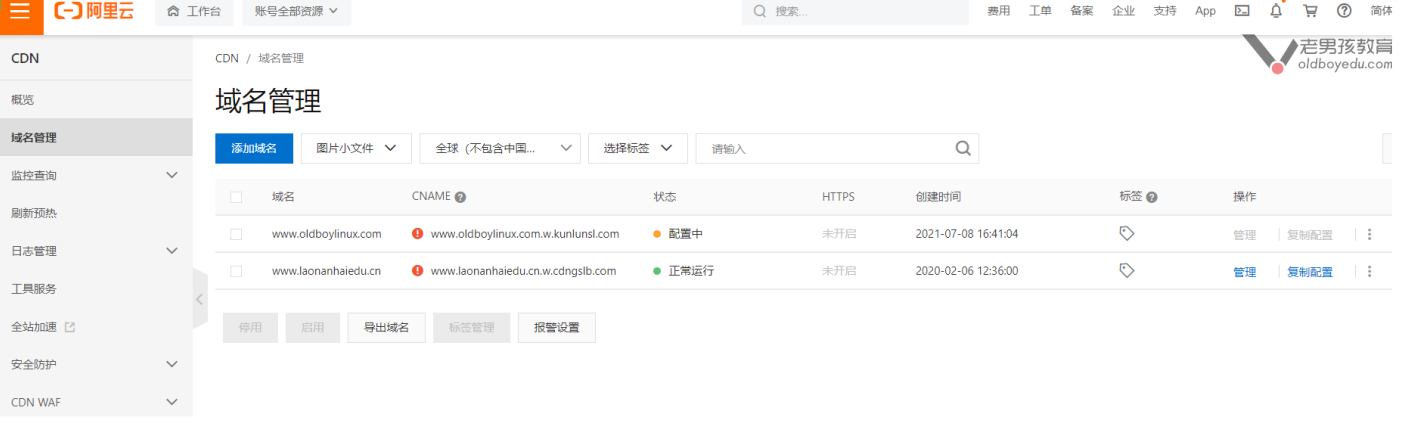 阿里云 工作台 账号全部资源 搜索... 费用 工单 备案 企业 支持 App 简体
老男孩教育
oldboyedu.com
CDN
概览
域名管理
监控查询
刷新预热
日志管理
工具服务
全站加速
安全防护
CDN WAF
CDN / 域名管理
域名管理
添加域名 图片小文件 全球（不包含中国... 选择标签 请输入
域名 CNAME 状态 HTTPS 创建时间 标签 操作
www.oldboylinux.com www.oldboylinux.com.w.kunlunsl.com 配置中 未开启 2021-07-08 16:41:04 管理 复制配置
www.laonanhaiedu.cn www.laonanhaiedu.cn.w.cdngslb.com 正常运行 未开启 2020-02-06 12:36:00 管理 复制配置
停用 启用 导出域名 标签管理 报警设置